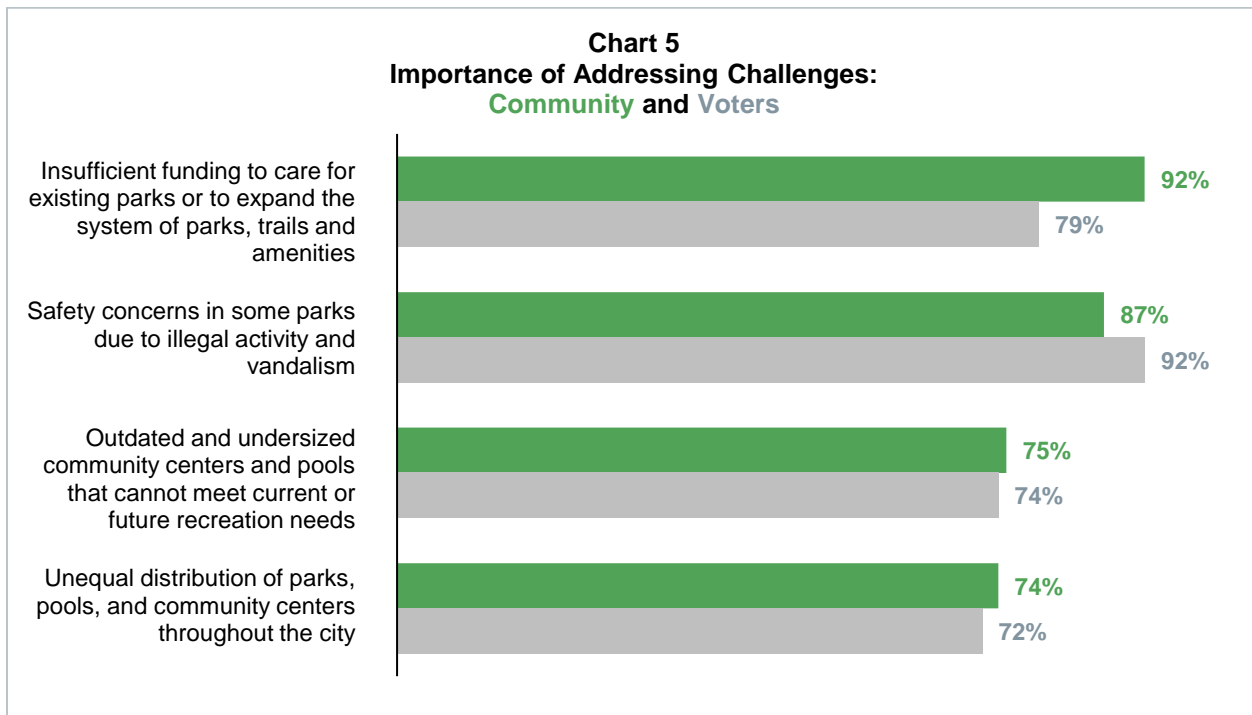 Chart 5
Importance of Addressing Challenges:
Community and Voters
Insufficient funding to care for
existing parks or to expand the
system of parks, trails and
amenities
92%
79%
Safety concerns in some parks
due to illegal activity and
vandalism
87%
92%
Outdated and undersized
community centers and pools
that cannot meet current or
future recreation needs
75%
74%
Unequal distribution of parks,
pools, and community centers
throughout the city
74%
72%